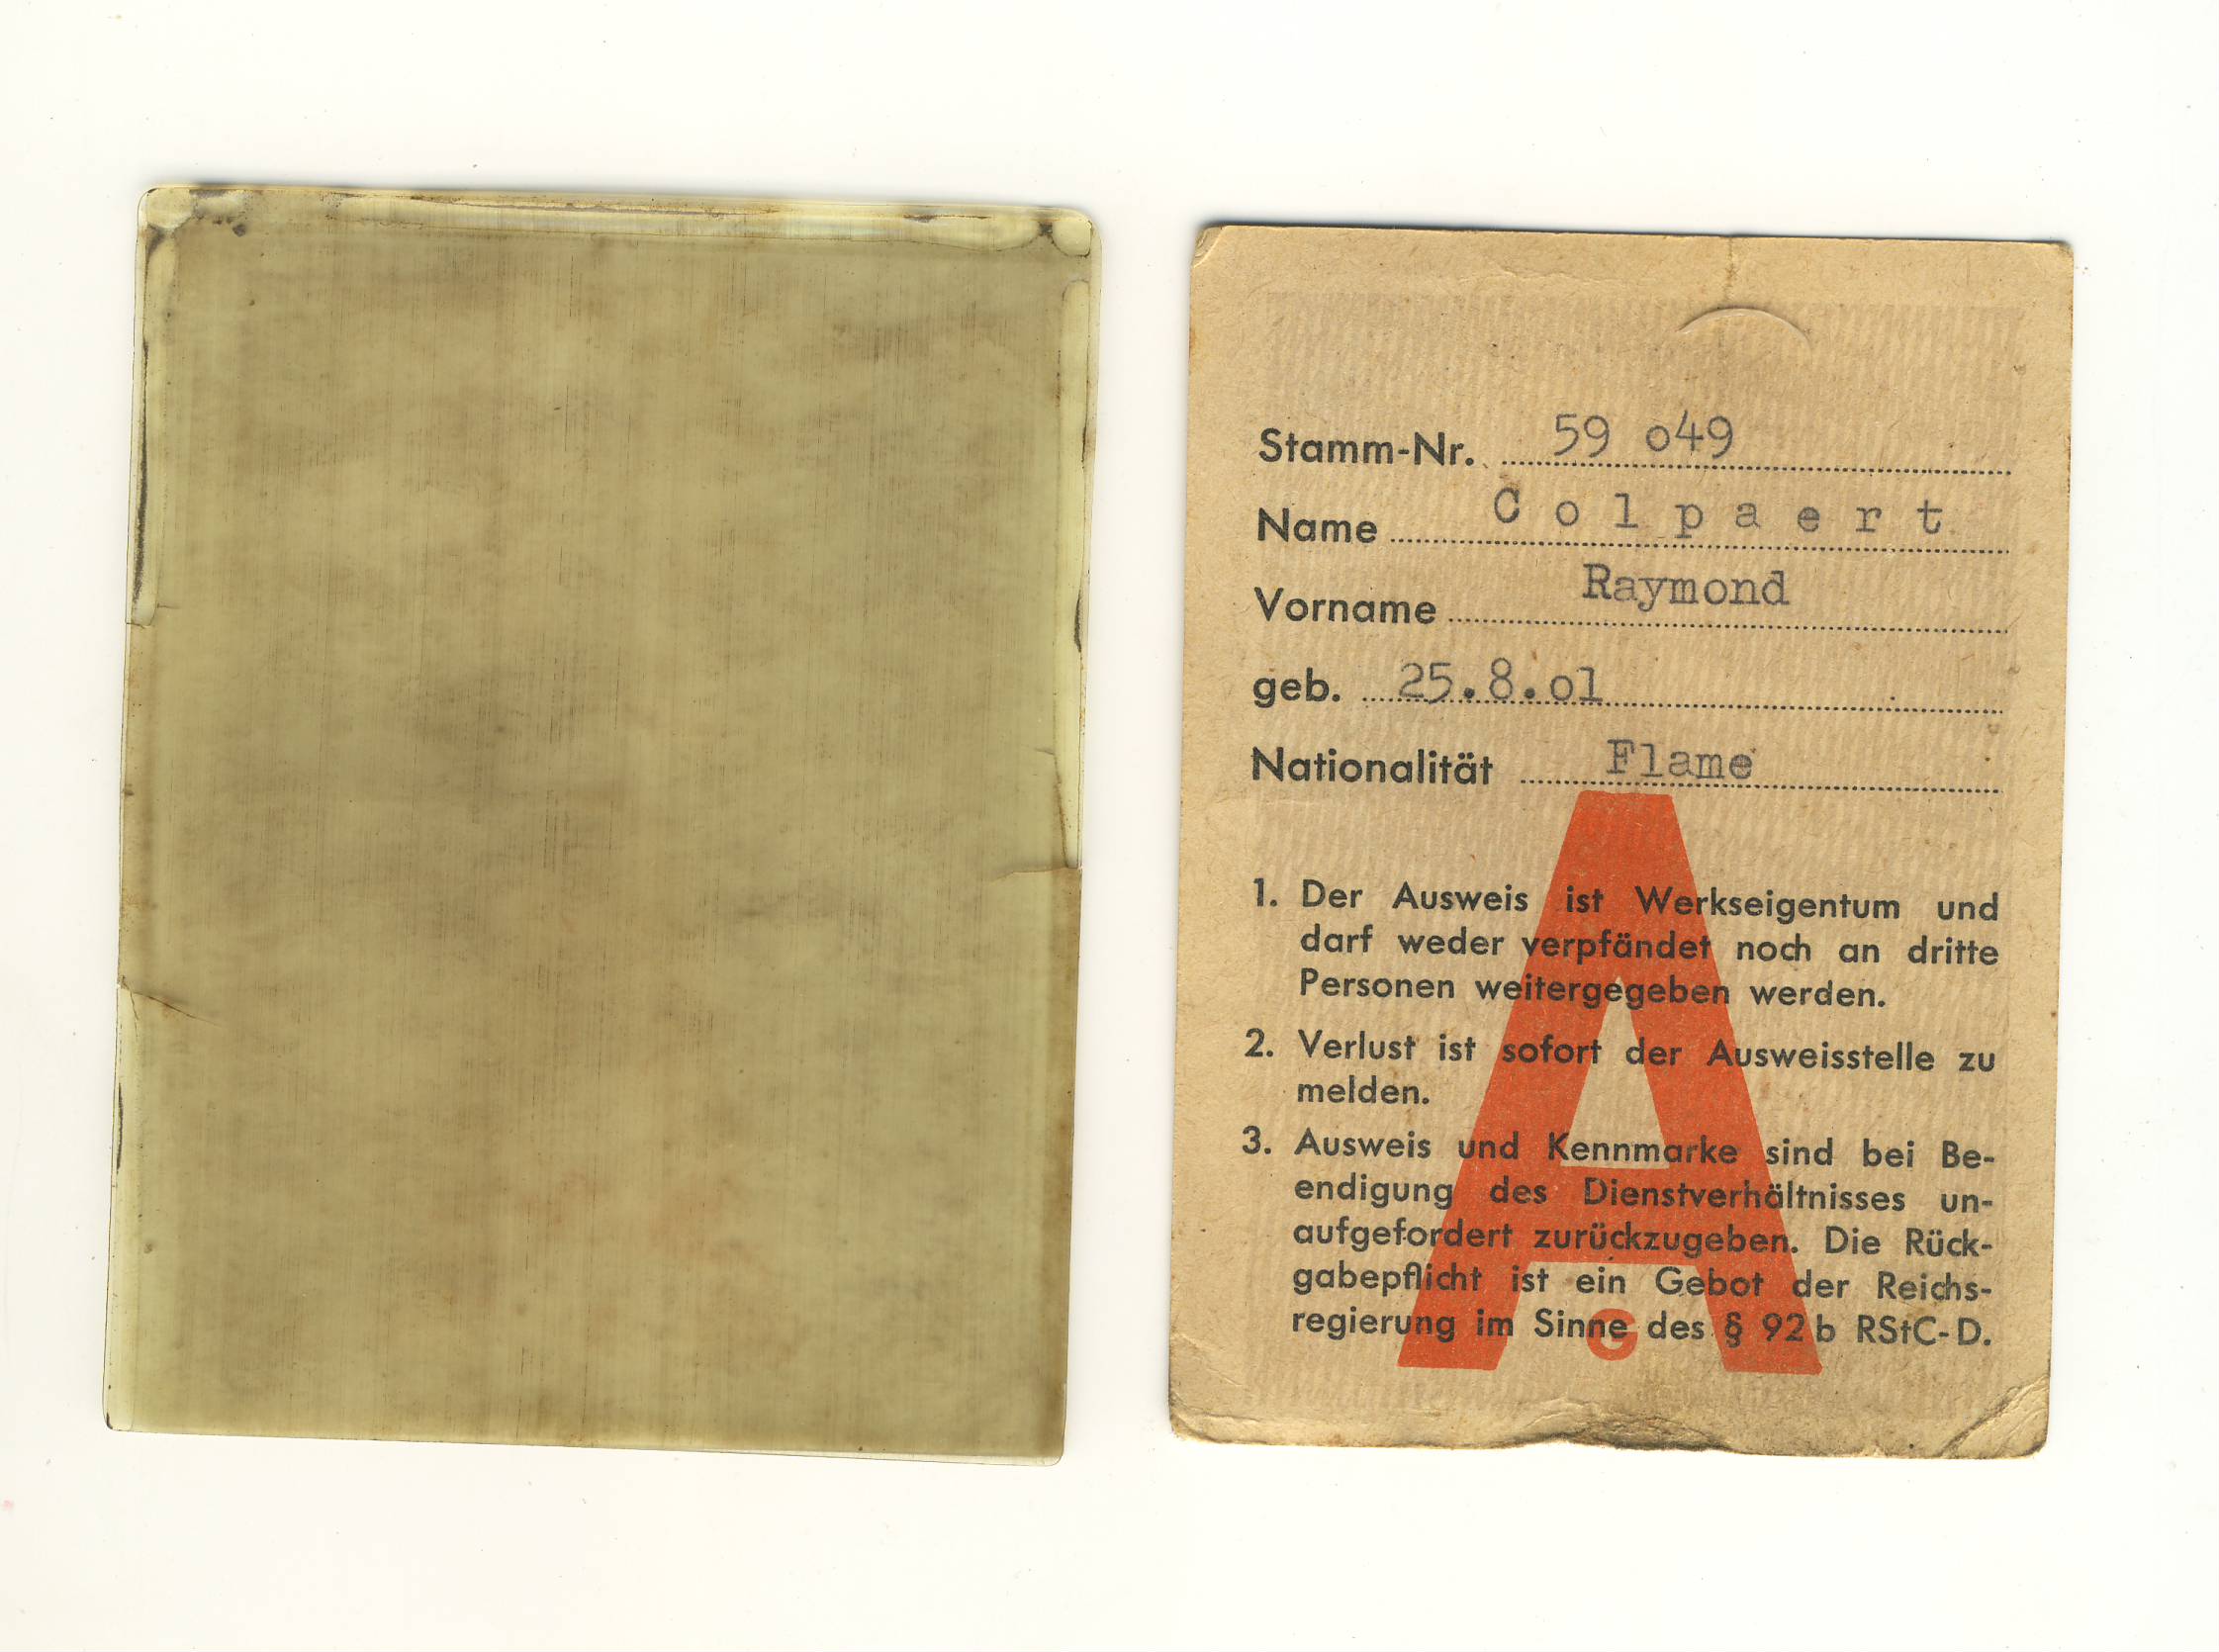 Stamm-Nr. 59 o49
Name C o l p a e r t
Vorname Raymond
geb. 25.8.o1
Nationalität Flame
1. Der Ausweis ist Werkseigentum und
darf weder verpfändet noch an dritte
Personen weitergegeben werden.
2. Verlust ist sofort der Ausweisstelle zu
melden.
3. Ausweis und Kennmarke sind bei Be-
endigung des Dienstverhältnisses un-
aufgefordert zurückzugeben. Die Rück-
gabepflicht ist ein Gebot der Reichs-
regierung im Sinne des § 92 b RStC-D.
A
G